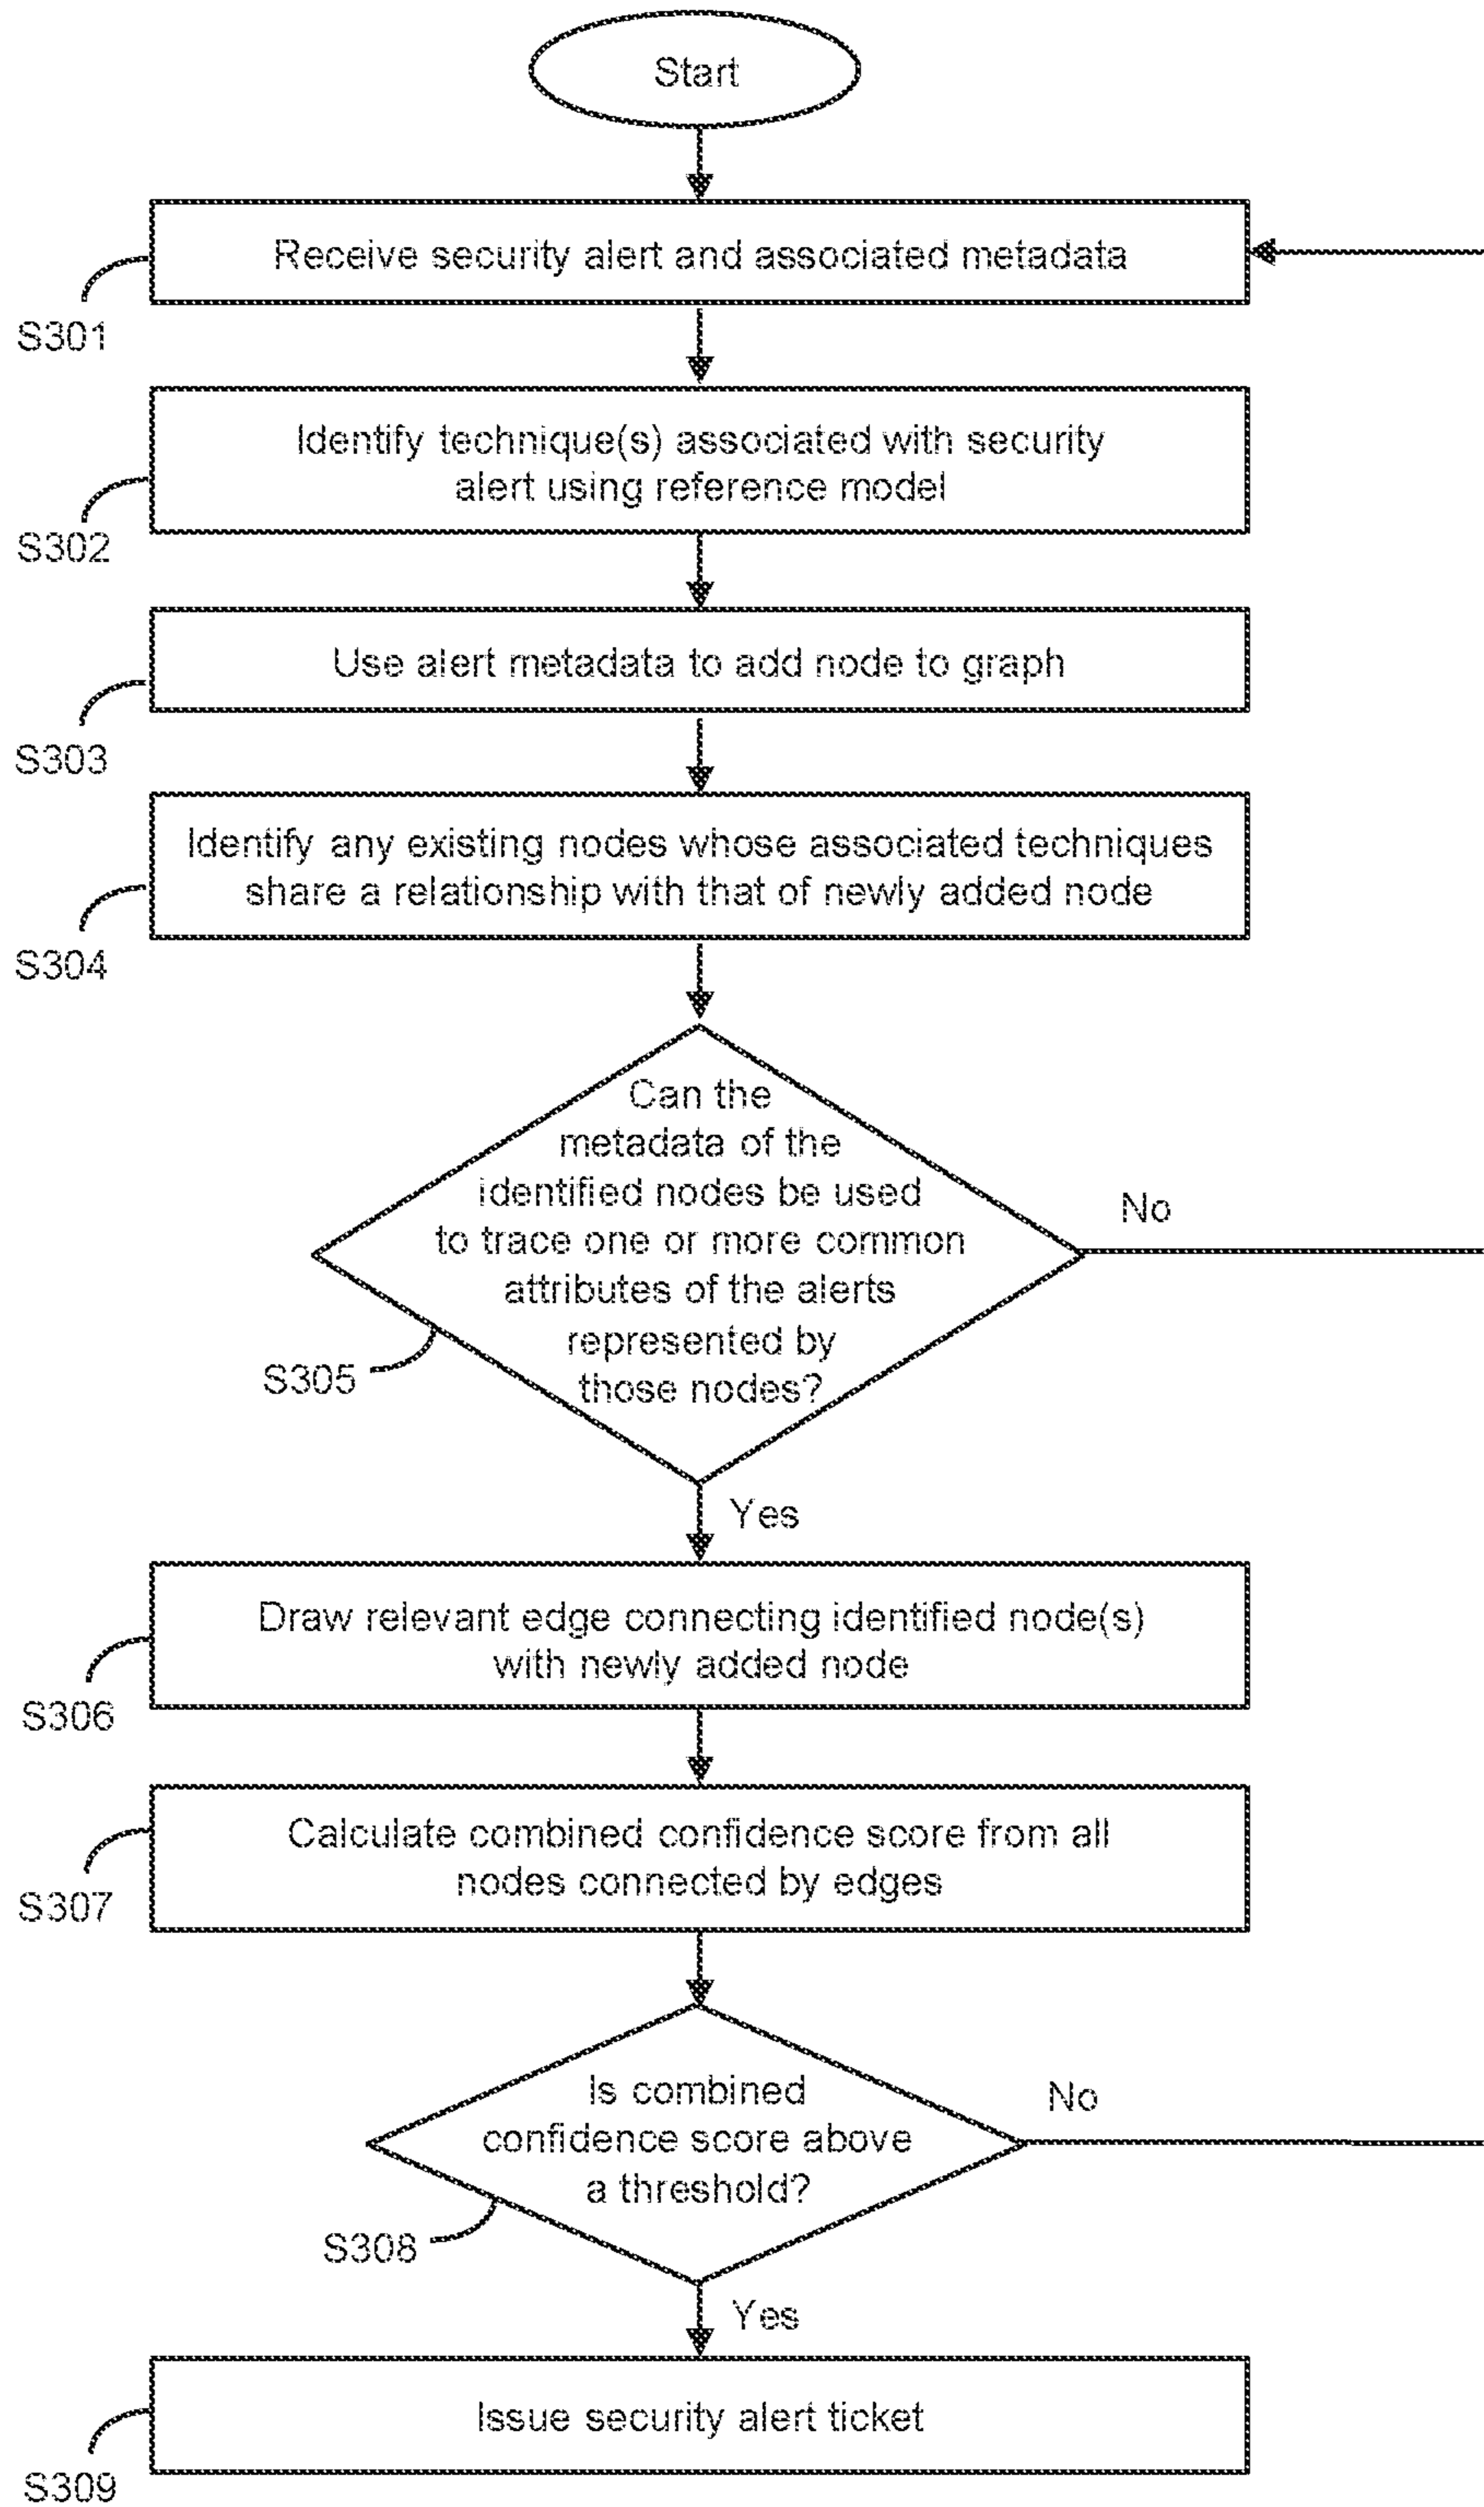 Start
Receive security alert and associated metadata
S301
Identify technique(s) associated with security
alert using reference model
S302
Use alert metadata to add node to graph
S303
Identify any existing nodes whose associated techniques
share a relationship with that of newly added node
S304
Can the
metadata of the
identified nodes be used
to trace one or more common
attributes of the alerts
represented by
those nodes?
No
S305
Yes
Draw relevant edge connecting identified node(s)
with newly added node
S306
Calculate combined confidence score from all
nodes connected by edges
S307
Is combined
confidence score above
a threshold?
No
S308
Yes
Issue security alert ticket
S309